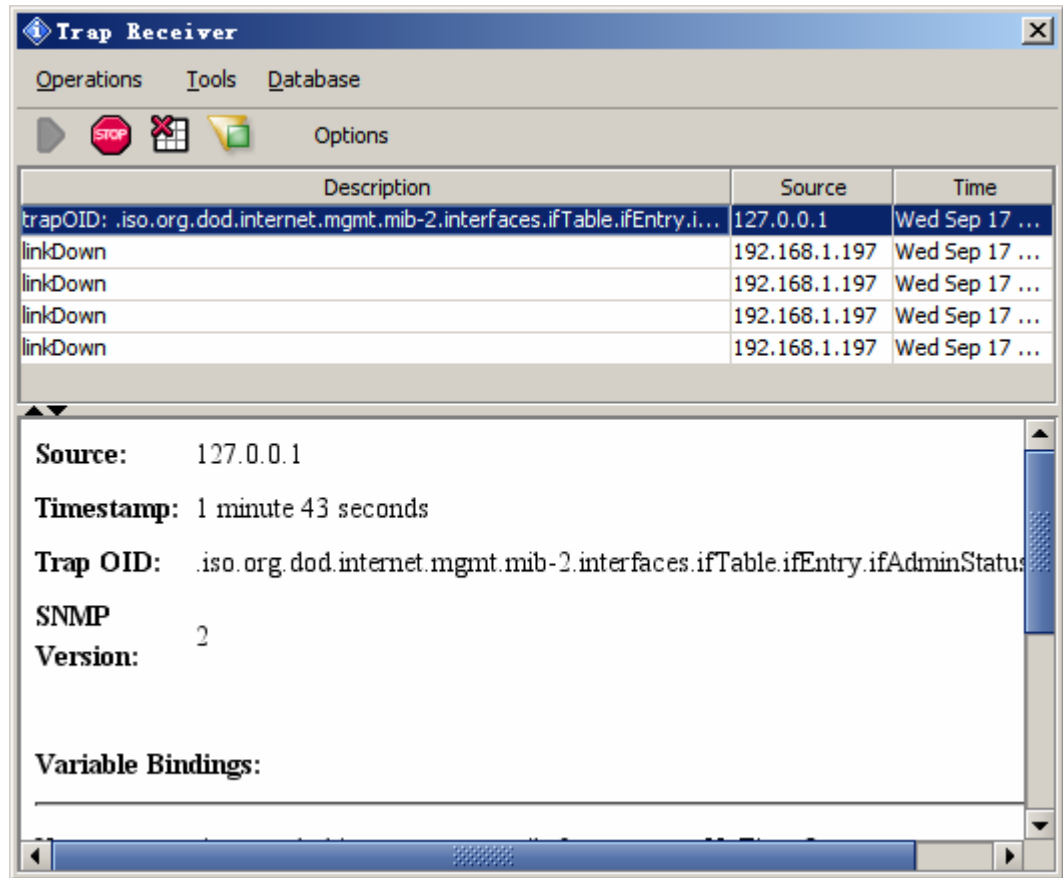 Trap Receiver
Operations Tools Database
STOP Options
Description Source Time
trapOID: .iso.org.dod.internet.mgmt.mib-2.interfaces.ifTable.ifEntry.i... 127.0.0.1 Wed Sep 17 ...
linkDown 192.168.1.197 Wed Sep 17 ...
linkDown 192.168.1.197 Wed Sep 17 ...
linkDown 192.168.1.197 Wed Sep 17 ...
linkDown 192.168.1.197 Wed Sep 17 ...
Source: 127.0.0.1
Timestamp: 1 minute 43 seconds
Trap OID: .iso.org.dod.internet.mgmt.mib-2.interfaces.ifTable.ifEntry.ifAdminStatus
SNMP
Version: 2
Variable Bindings: